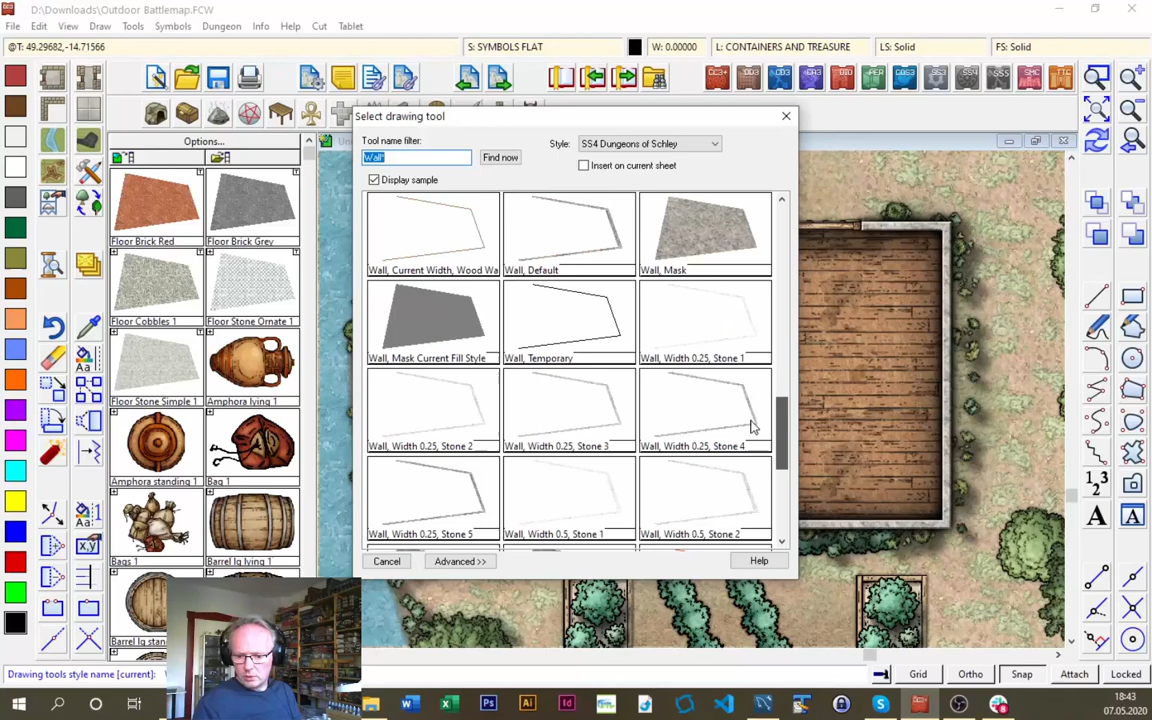 D:\Downloads\Outdoor Battlemap.FCW
File Edit View Draw Tools Symbols Dungeon Info Help Cut Tablet
@T: 49.29682,-14.71566
S: SYMBOLS FLAT
W: 0.00000
L: CONTAINERS AND TREASURE
LS: Solid
FS: Solid
Options...
Floor Brick Red
Floor Brick Grey
Floor Cobbles 1
Floor Stone Ornate 1
Floor Stone Simple 1
Amphora lying 1
Amphora standing 1
Bag 1
Bags 1
Barrel lg lying 1
Select drawing tool
Tool name filter:
Wall*
Find now
Style:
SS4 Dungeons of Schley
Insert on current sheet
Display sample
Wall, Current Width, Wood Wa
Wall, Default
Wall, Mask
Wall, Mask Current Fill Style
Wall, Temporary
Wall, Width 0.25, Stone 1
Wall, Width 0.25, Stone 2
Wall, Width 0.25, Stone 3
Wall, Width 0.25, Stone 4
Wall, Width 0.25, Stone 5
Wall, Width 0.5, Stone 1
Wall, Width 0.5, Stone 2
Cancel
Advanced >>
Help
Drawing tools style name [current]:
Grid
Ortho
Snap
Attach
Locked
18:43
07.05.2020